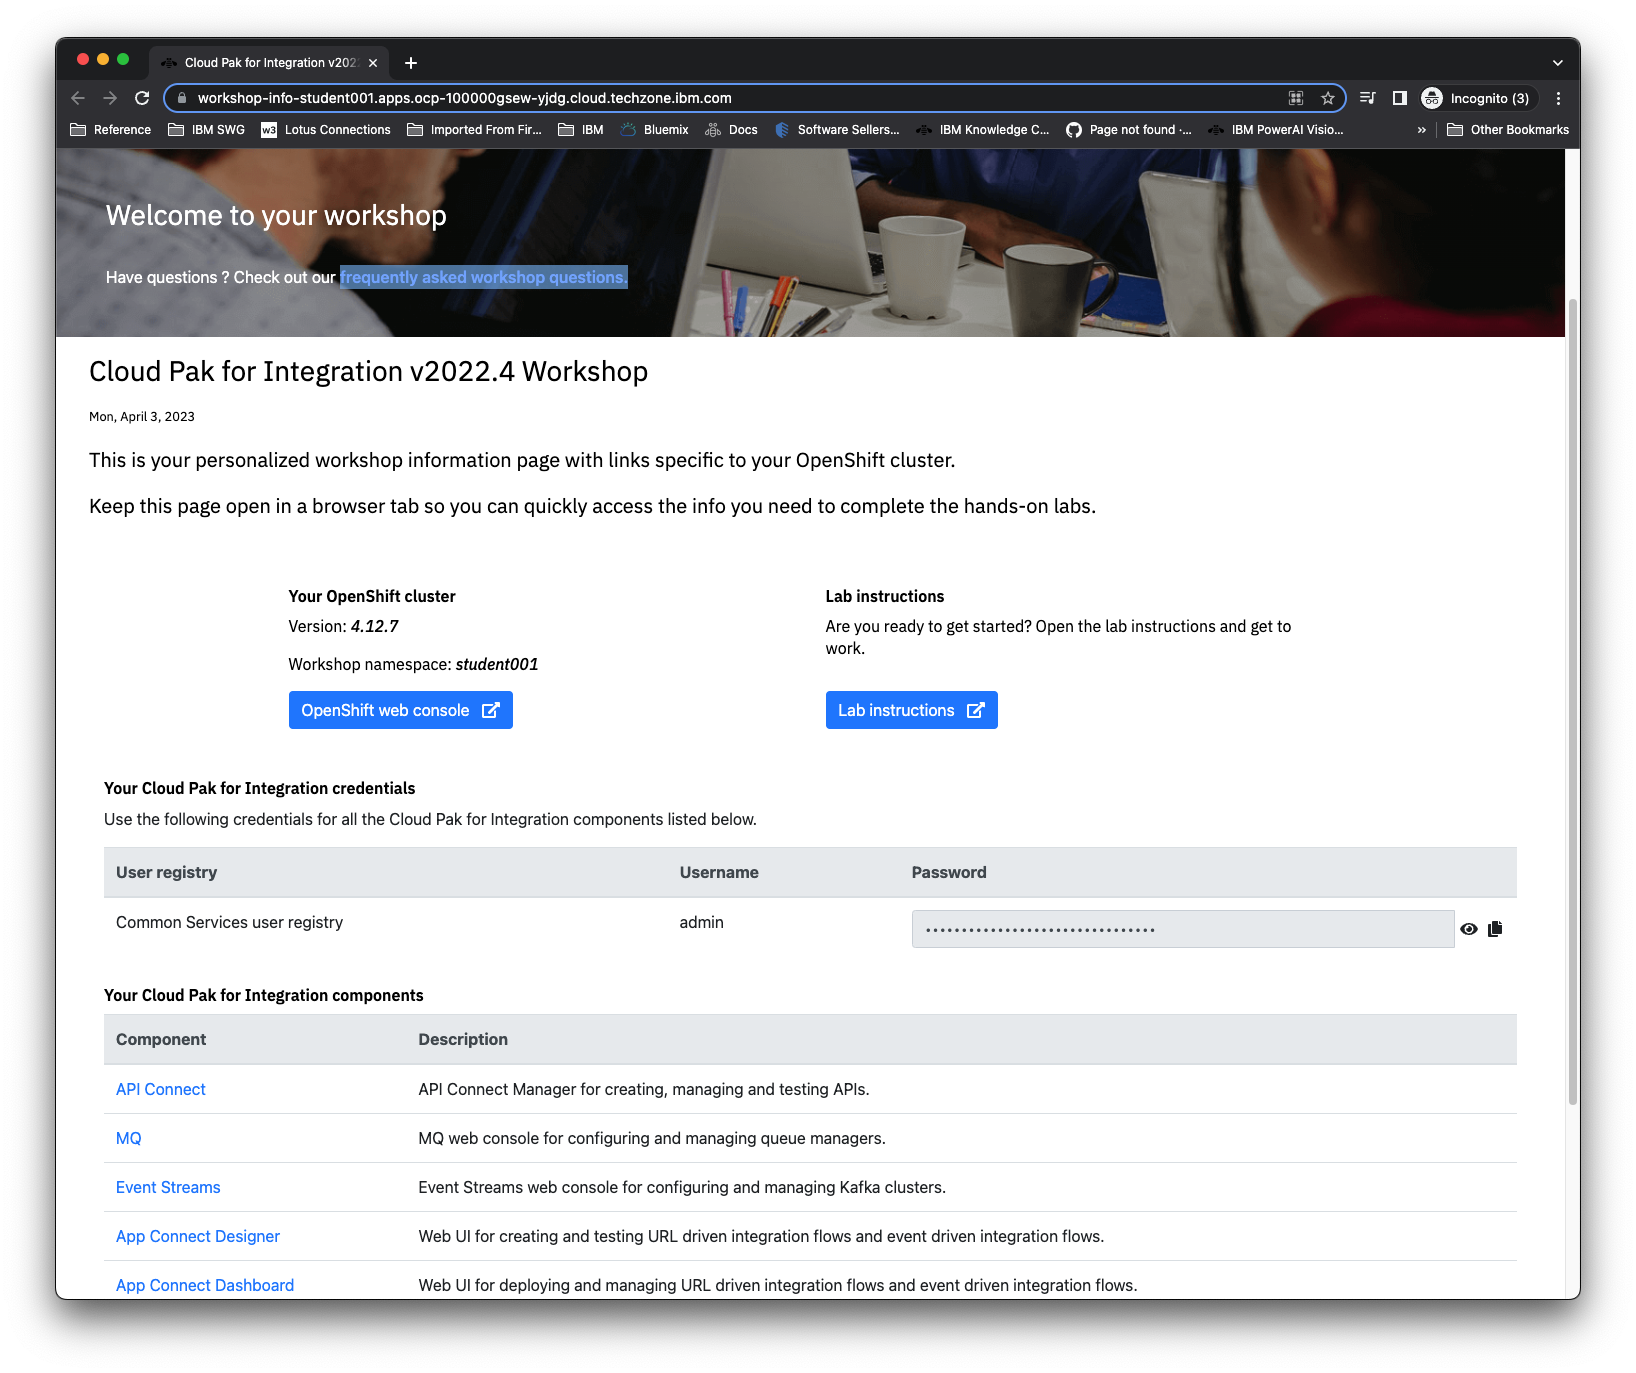 Cloud Pak for Integration v202
workshop-info-student001.apps.ocp-100000gsew-yjdg.cloud.techzone.ibm.com
Incognito (3)
Reference
IBM SWG
w3
Lotus Connections
Imported From Fir...
IBM
Bluemix
Docs
Software Sellers...
IBM Knowledge C...
Page not found ·...
IBM PowerAI Visio...
»
Other Bookmarks
Welcome to your workshop
Have questions ? Check out our frequently asked workshop questions.
Cloud Pak for Integration v2022.4 Workshop
Mon, April 3, 2023
This is your personalized workshop information page with links specific to your OpenShift cluster.
Keep this page open in a browser tab so you can quickly access the info you need to complete the hands-on labs.
Your OpenShift cluster
Version: 4.12.7
Workshop namespace: student001
OpenShift web console
Lab instructions
Are you ready to get started? Open the lab instructions and get to
work.
Lab instructions
Your Cloud Pak for Integration credentials
Use the following credentials for all the Cloud Pak for Integration components listed below.
User registry Username Password
Common Services user registry admin ································
Your Cloud Pak for Integration components
Component Description
API Connect API Connect Manager for creating, managing and testing APIs.
MQ MQ web console for configuring and managing queue managers.
Event Streams Event Streams web console for configuring and managing Kafka clusters.
App Connect Designer Web UI for creating and testing URL driven integration flows and event driven integration flows.
App Connect Dashboard Web UI for deploying and managing URL driven integration flows and event driven integration flows.